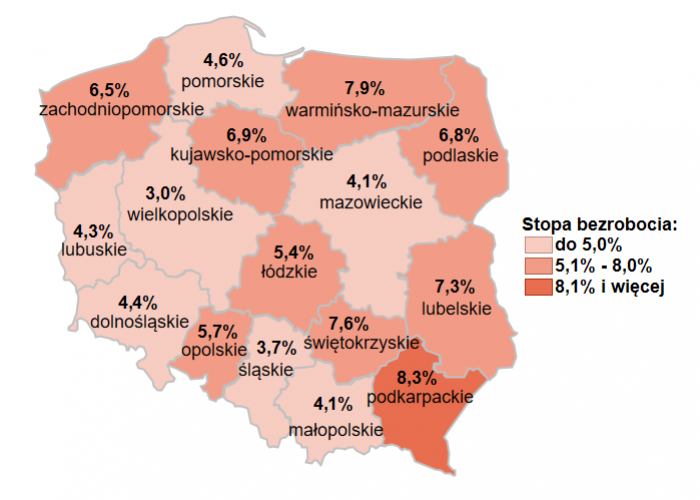 4,6%
pomorskie
6,5%
zachodniopomorskie
7,9%
warmińsko-mazurskie
6,9%
kujawsko-pomorskie
6,8%
podlaskie
3,0%
wielkopolskie
4,1%
mazowieckie
4,3%
lubuskie
5,4%
łódzkie
7,3%
lubelskie
4,4%
dolnośląskie
5,7%
opolskie
3,7%
śląskie
7,6%
świętokrzyskie
8,3%
podkarpackie
4,1%
małopolskie
Stopa bezrobocia:
do 5,0%
5,1% - 8,0%
8,1% i więcej